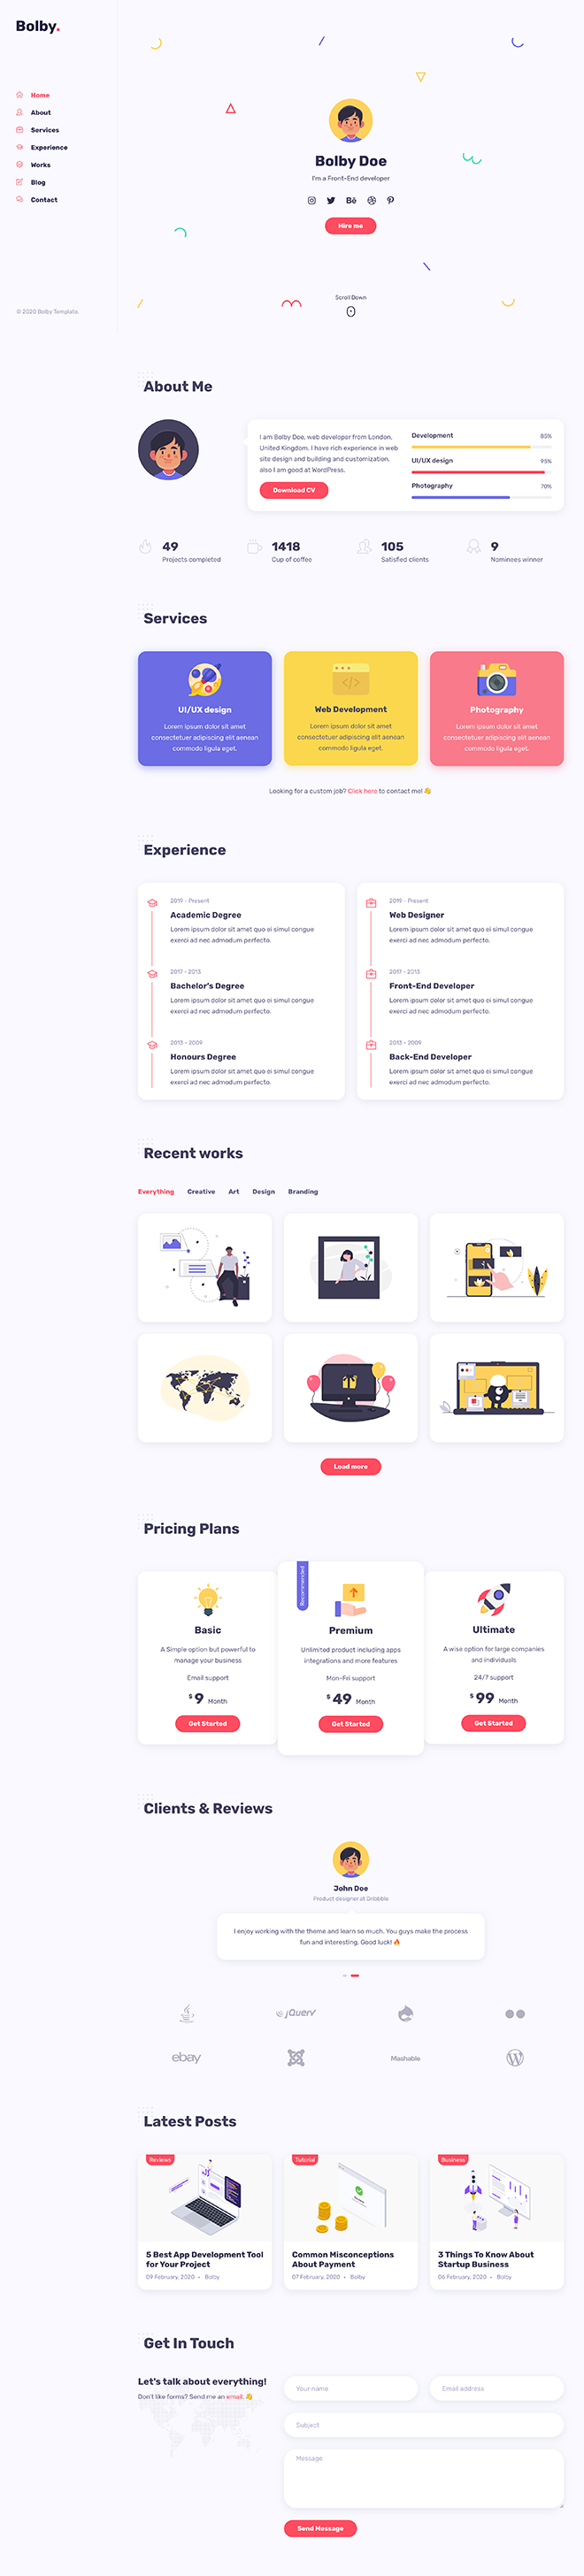 Bolby.
Home
About
Services
Experience
Works
Blog
Contact
© 2020 Bolby Template.
Bolby Doe
I'm a Front-End developer
Bē
Hire me
Scroll Down
About Me
I am Bolby Doe, web developer from London,
United Kingdom. I have rich experience in web
site design and building and customization.
also I am good at WordPress.
Download CV
Development 85%
UI/UX design 95%
Photography 70%
49
Projects completed
1418
Cup of coffee
105
Satisfied clients
9
Nominees winner
Services
UI/UX design
Lorem ipsum dolor sit amet
consectetuer adipiscing elit aenean
commodo ligula eget.
Web Development
Lorem ipsum dolor sit amet
consectetuer adipiscing elit aenean
commodo ligula eget.
Photography
Lorem ipsum dolor sit amet
consectetuer adipiscing elit aenean
commodo ligula eget.
Looking for a custom job? Click here to contact me! 👋
Experience
2019 - Present
Academic Degree
Lorem ipsum dolor sit amet quo ei simul congue
exerci ad nec admodum perfecto.
2017 - 2013
Bachelor's Degree
Lorem ipsum dolor sit amet quo ei simul congue
exerci ad nec admodum perfecto.
2013 - 2009
Honours Degree
Lorem ipsum dolor sit amet quo ei simul congue
exerci ad nec admodum perfecto.
2019 - Present
Web Designer
Lorem ipsum dolor sit amet quo ei simul congue
exerci ad nec admodum perfecto.
2017 - 2013
Front-End Developer
Lorem ipsum dolor sit amet quo ei simul congue
exerci ad nec admodum perfecto.
2013 - 2009
Back-End Developer
Lorem ipsum dolor sit amet quo ei simul congue
exerci ad nec admodum perfecto.
Recent works
Everything Creative Art Design Branding
Load more
Pricing Plans
Basic
A Simple option but powerful to
manage your business
Email support
$ 9 Month
Get Started
Recommended
Premium
Unlimited product including apps
integrations and more features
Mon-Fri support
$ 49 Month
Get Started
Ultimate
A wise option for large companies
and individuals
24/7 support
$ 99 Month
Get Started
Clients & Reviews
John Doe
Product designer at Dribbble
I enjoy working with the theme and learn so much. You guys make the process
fun and interesting. Good luck! 🔥
jQuery
ebay
Mashable
Latest Posts
Reviews
5 Best App Development Tool
for Your Project
09 February, 2020 • Bolby
Tutorial
Common Misconceptions
About Payment
07 February, 2020 • Bolby
Business
3 Things To Know About
Startup Business
06 February, 2020 • Bolby
Get In Touch
Let's talk about everything!
Don't like forms? Send me an email. 👋
Your name
Email address
Subject
Message
Send Message